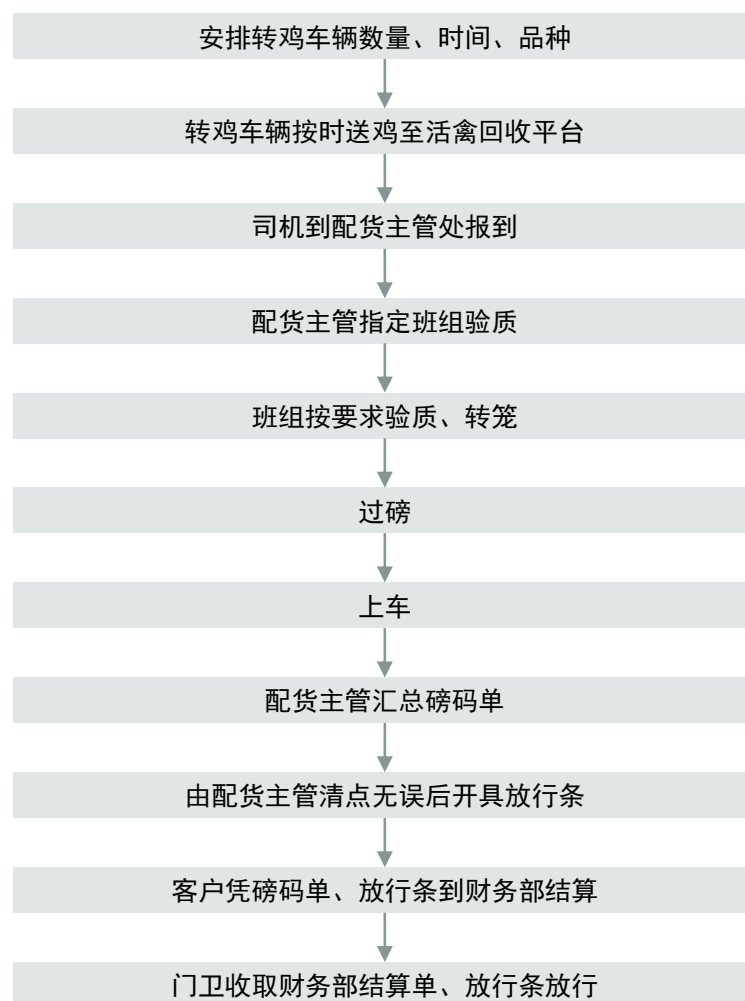 安排转鸡车辆数量、时间、品种
转鸡车辆按时送鸡至活禽回收平台
司机到配货主管处报到
配货主管指定班组验质
班组按要求验质、转笼
过磅
上车
配货主管汇总磅码单
由配货主管清点无误后开具放行条
客户凭磅码单、放行条到财务部结算
门卫收取财务部结算单、放行条放行